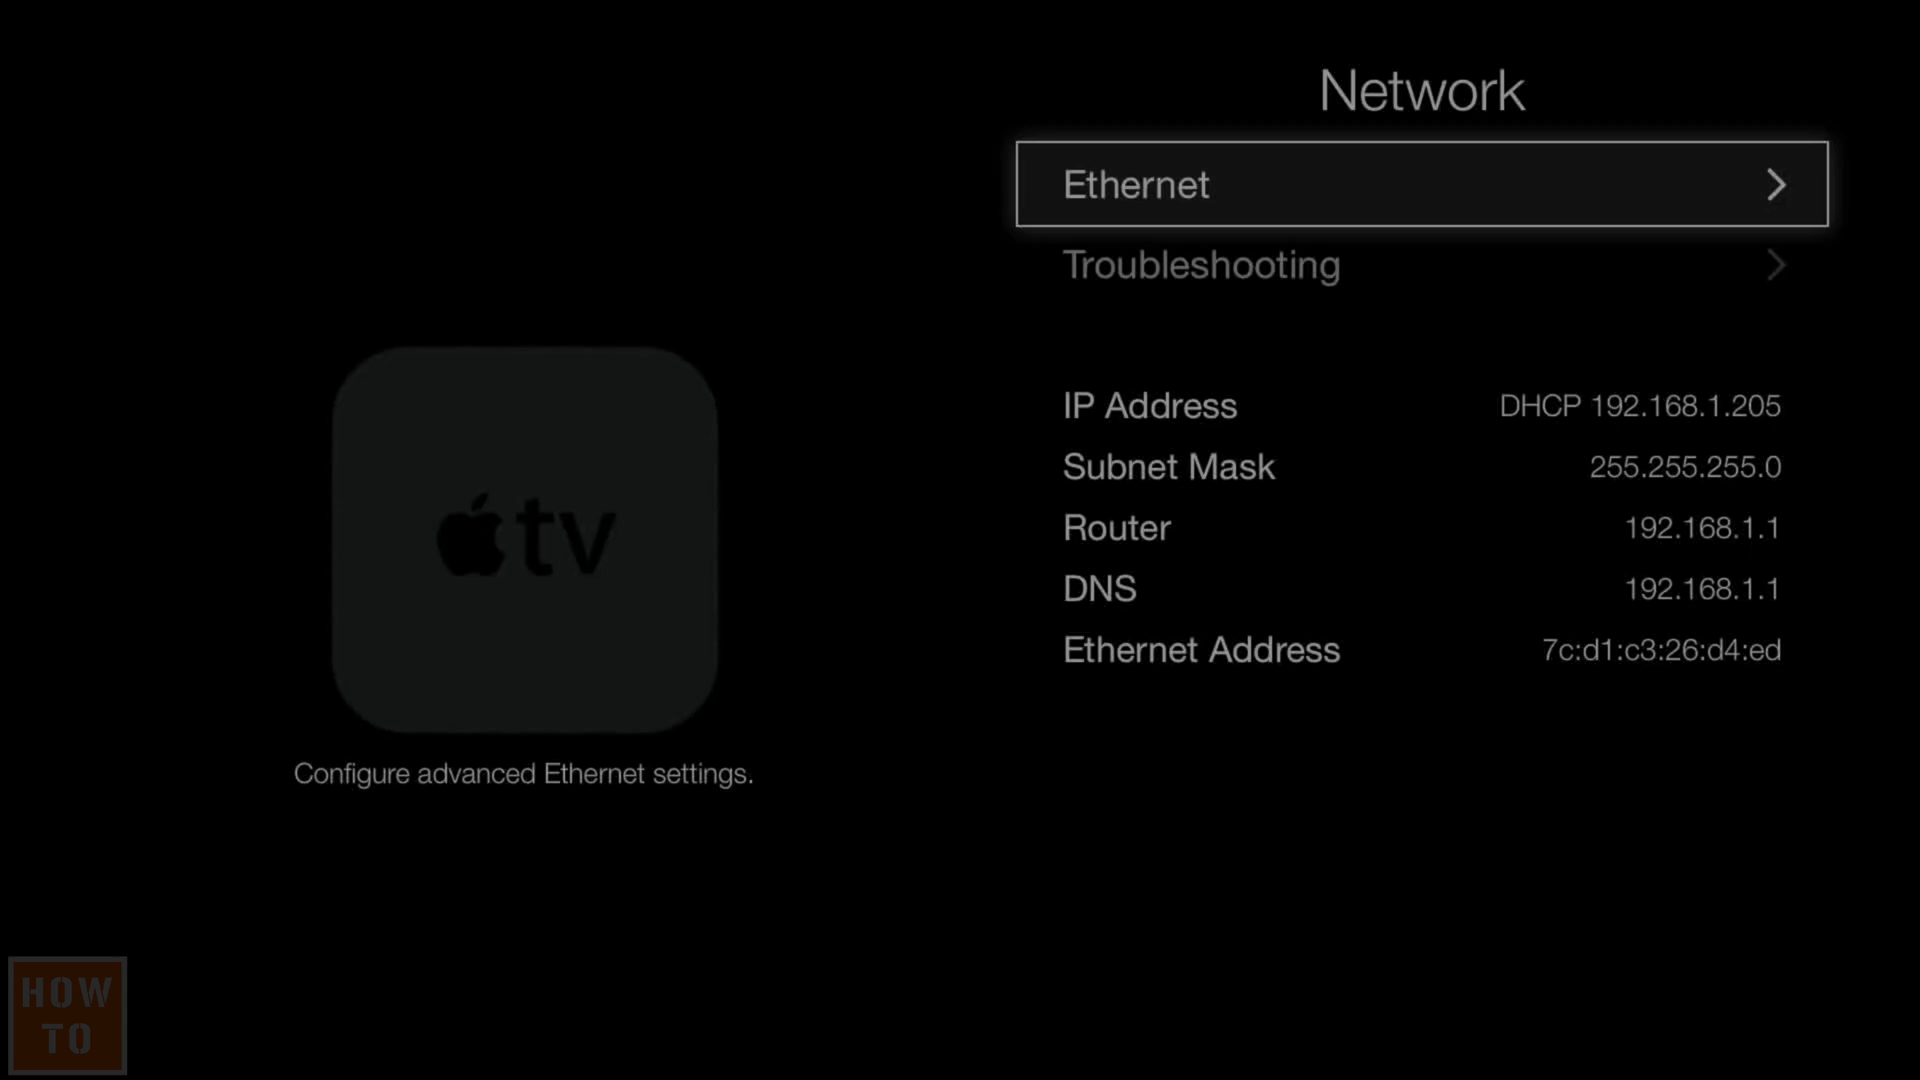 Network
Ethernet
Troubleshooting
IP Address DHCP 192.168.1.205
Subnet Mask 255.255.255.0
Router 192.168.1.1
DNS 192.168.1.1
Ethernet Address 7c:d1:c3:26:d4:ed
tv
Configure advanced Ethernet settings.
HOW
TO